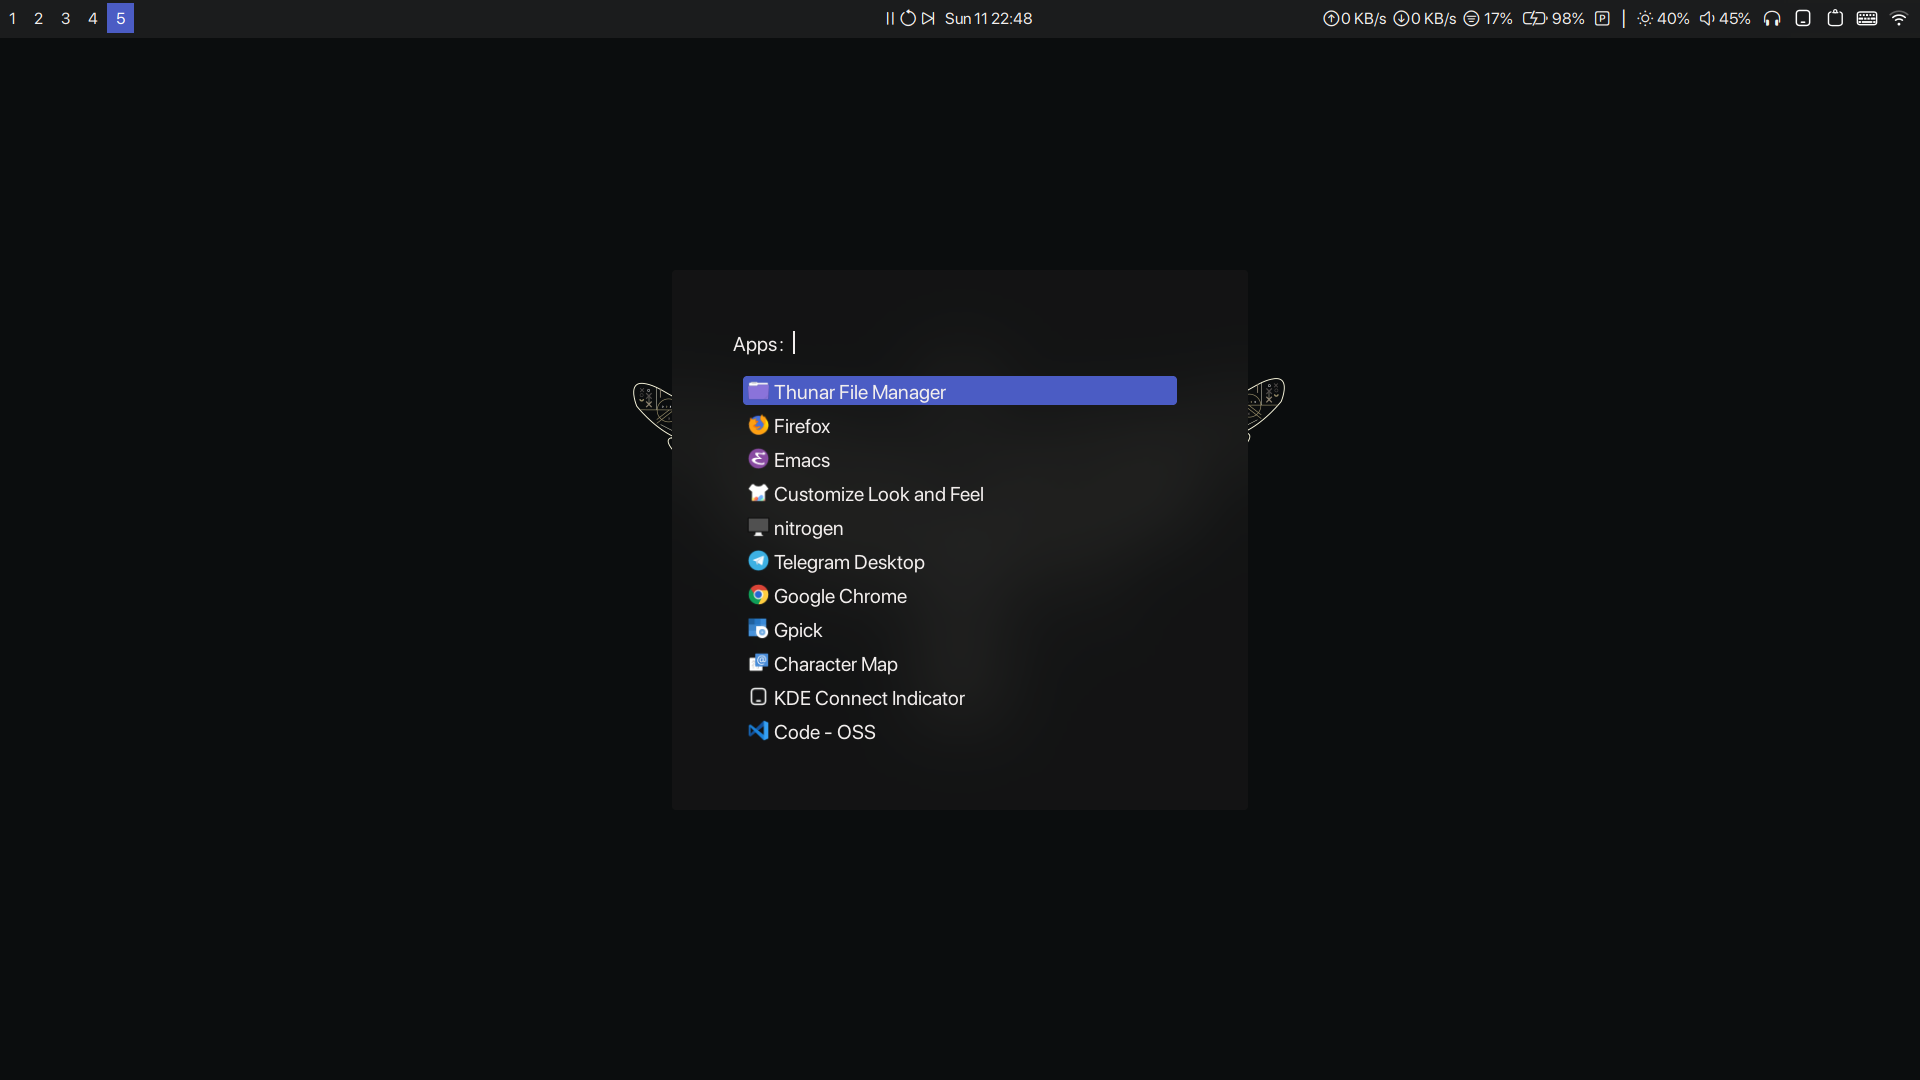 1 2 3 4 5 Sun 11 22:48 0 KB/s 0 KB/s 17% 98% P 40% 45%
Apps:
Thunar File Manager
Firefox
Emacs
Customize Look and Feel
nitrogen
Telegram Desktop
Google Chrome
Gpick
Character Map
KDE Connect Indicator
Code - OSS